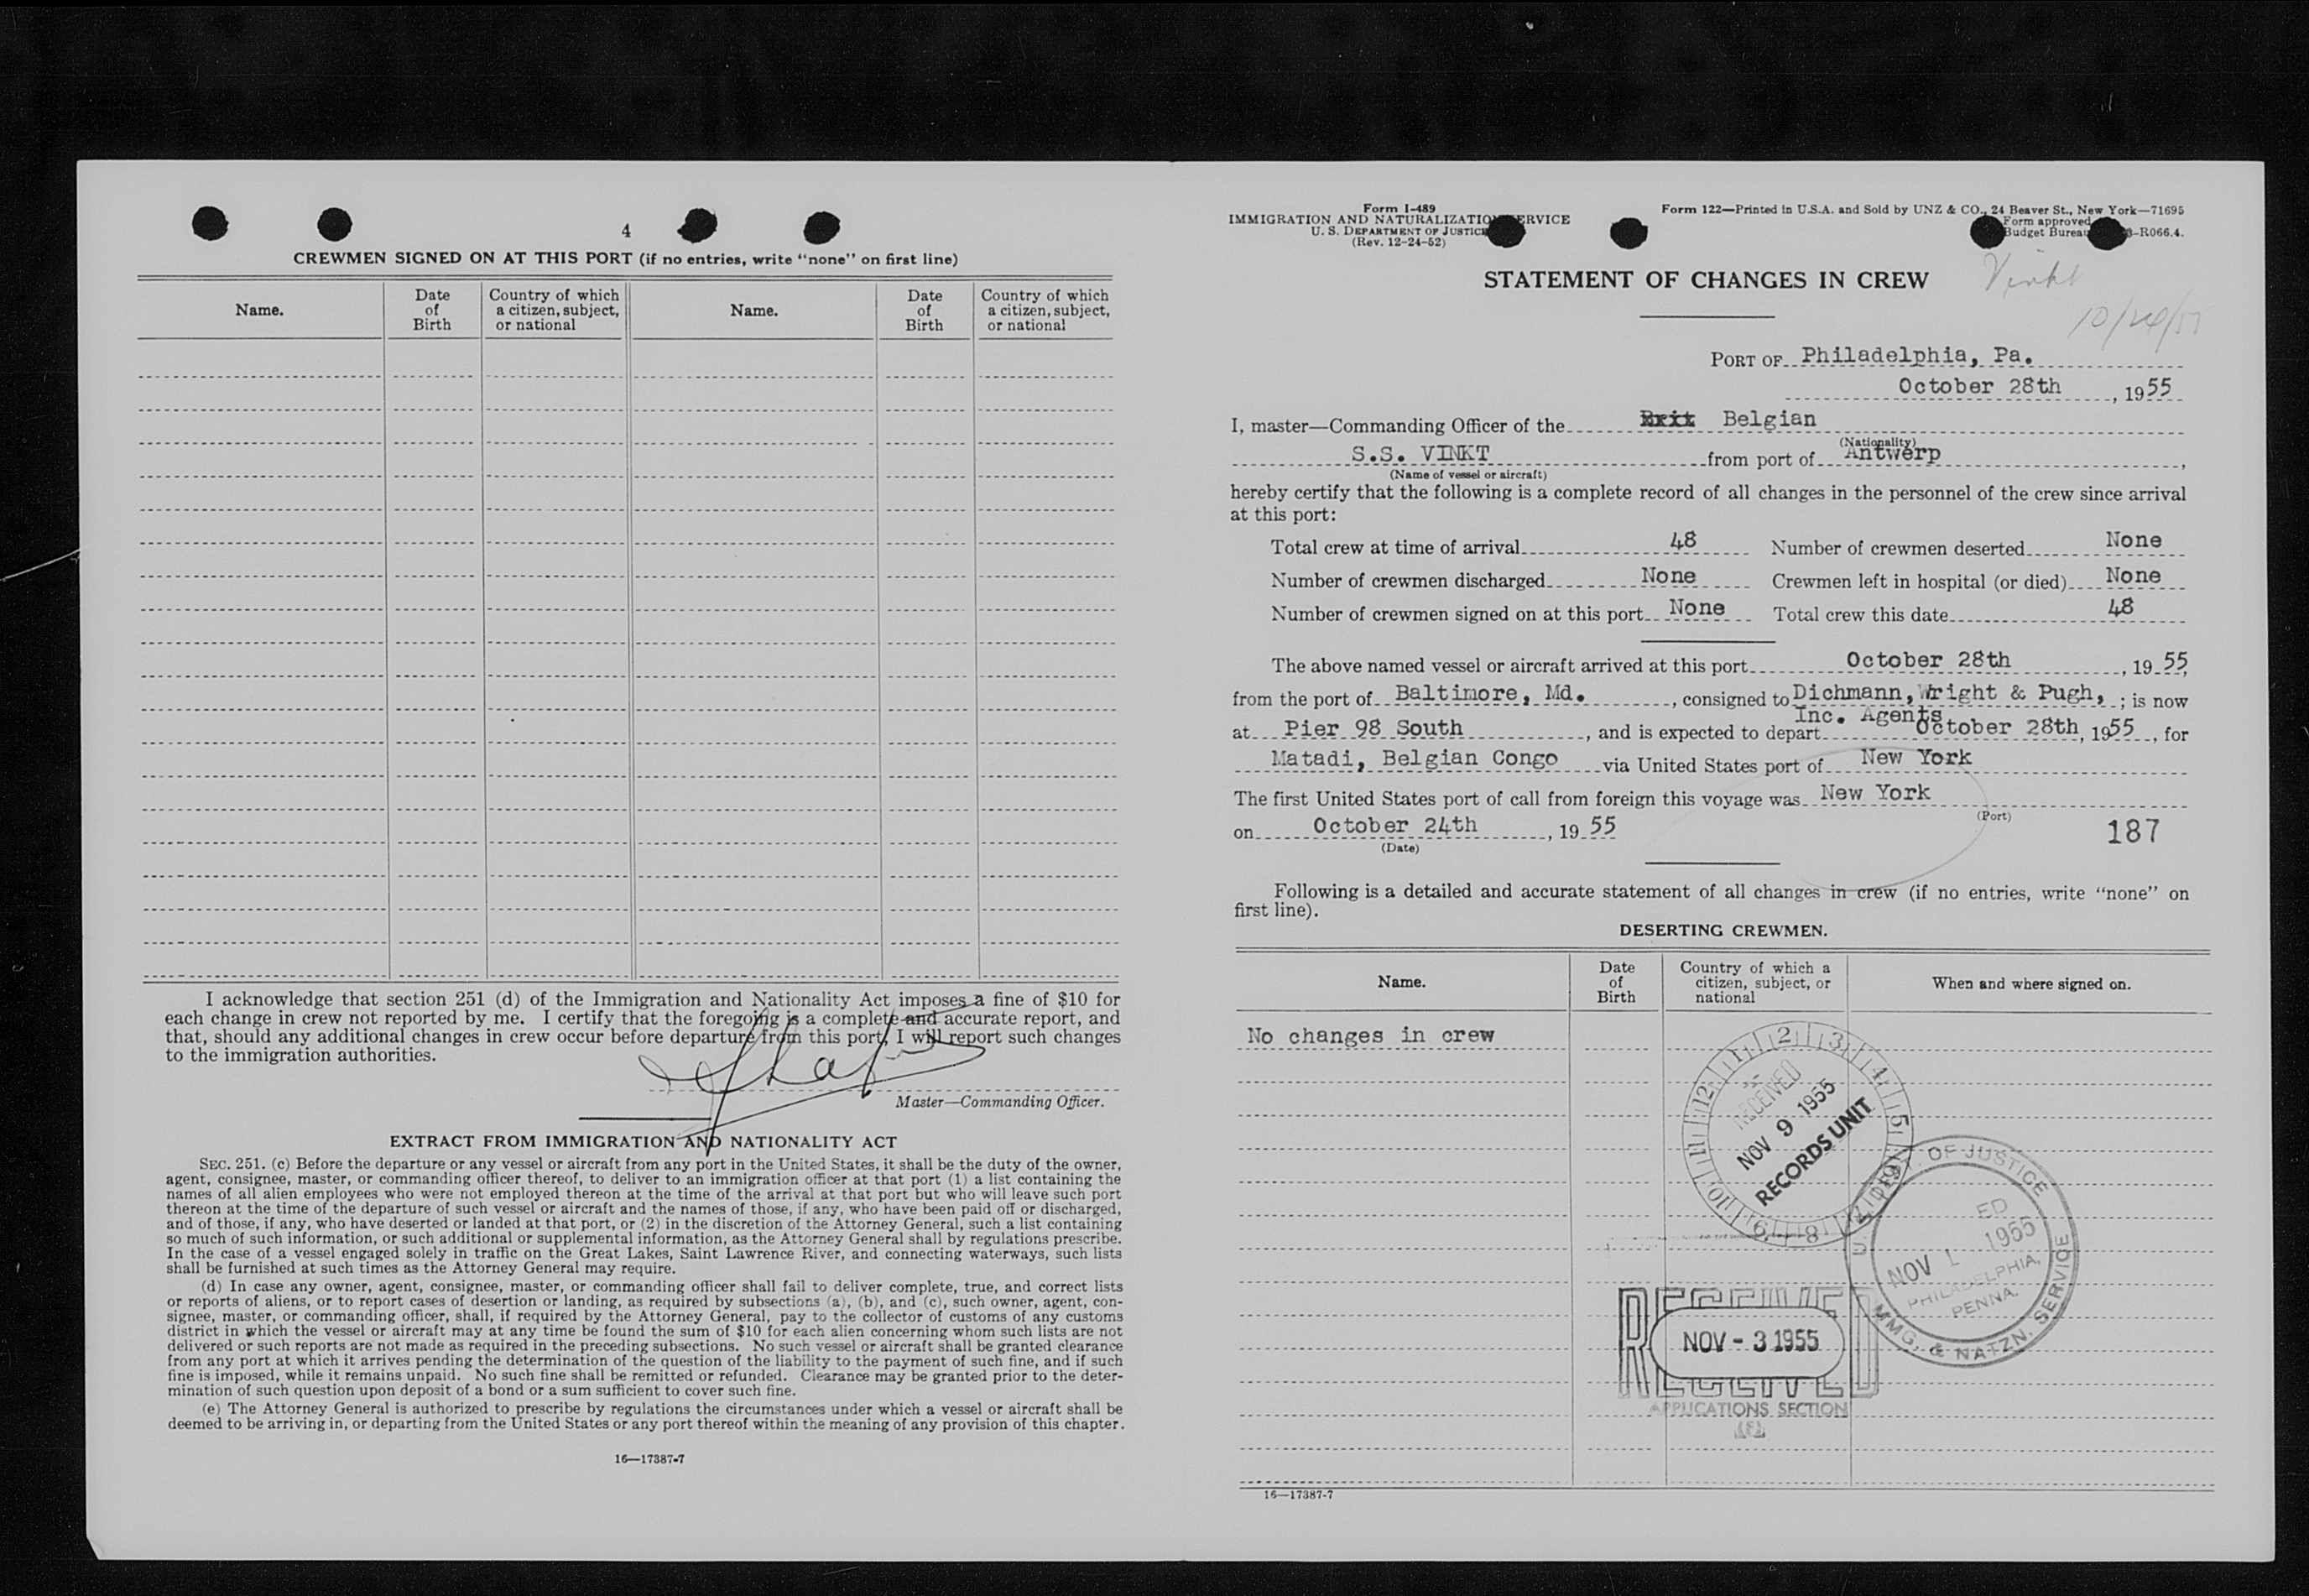 4
CREWMEN SIGNED ON AT THIS PORT (if no entries, write “none” on first line)
Name.
Date of Birth
Country of which a citizen, subject, or national
Name.
Date of Birth
Country of which a citizen, subject, or national
I acknowledge that section 251 (d) of the Immigration and Nationality Act imposes a fine of $10 for
each change in crew not reported by me. I certify that the foregoing is a complete and accurate report, and
that, should any additional changes in crew occur before departure from this port, I will report such changes
to the immigration authorities.
Master—Commanding Officer.
EXTRACT FROM IMMIGRATION AND NATIONALITY ACT
SEC. 251. (c) Before the departure or any vessel or aircraft from any port in the United States, it shall be the duty of the owner,
agent, consignee, master, or commanding officer thereof, to deliver to an immigration officer at that port (1) a list containing the
names of all alien employees who were not employed thereon at the time of the arrival at that port but who will leave such port
thereon at the time of the departure of such vessel or aircraft and the names of those, if any, who have been paid off or discharged,
and of those, if any, who have deserted or landed at that port, or (2) in the discretion of the Attorney General, such a list containing
so much of such information, or such additional or supplemental information, as the Attorney General shall by regulations prescribe.
In the case of a vessel engaged solely in traffic on the Great Lakes, Saint Lawrence River, and connecting waterways, such lists
shall be furnished at such times as the Attorney General may require.
(d) In case any owner, agent, consignee, master, or commanding officer shall fail to deliver complete, true, and correct lists
or reports of aliens, or to report cases of desertion or landing, as required by subsections (a), (b), and (c), such owner, agent, con-
signee, master, or commanding officer, shall, if required by the Attorney General, pay to the collector of customs of any customs
district in which the vessel or aircraft may at any time be found the sum of $10 for each alien concerning whom such lists are not
delivered or such reports are not made as required in the preceding subsections. No such vessel or aircraft shall be granted clearance
from any port at which it arrives pending the determination of the question of the liability to the payment of such fine, and if such
fine is imposed, while it remains unpaid. No such fine shall be remitted or refunded. Clearance may be granted prior to the deter-
mination of such question upon deposit of a bond or a sum sufficient to cover such fine.
(e) The Attorney General is authorized to prescribe by regulations the circumstances under which a vessel or aircraft shall be
deemed to be arriving in, or departing from the United States or any port thereof within the meaning of any provision of this chapter.
16—17387-7
Form I-489
IMMIGRATION AND NATURALIZATION SERVICE
U. S. DEPARTMENT OF JUSTICE
(Rev. 12-24-52)
Form 122—Printed in U.S.A. and Sold by UNZ & CO., 24 Beaver St., New York—71695
Form approved
Budget Bureau -R066.4.
STATEMENT OF CHANGES IN CREW
Vinkt
PORT OF Philadelphia, Pa.
October 28th, 1955
I, master—Commanding Officer of the Brit Belgian
(Nationality)
S.S. VINKT from port of Antwerp,
(Name of vessel or aircraft)
hereby certify that the following is a complete record of all changes in the personnel of the crew since arrival
at this port:
Total crew at time of arrival 48 Number of crewmen deserted None
Number of crewmen discharged None Crewmen left in hospital (or died) None
Number of crewmen signed on at this port None Total crew this date 48
The above named vessel or aircraft arrived at this port October 28th, 1955,
from the port of Baltimore, Md., consigned to Dichmann, Wright & Pugh, ; is now
Inc. Agents
at Pier 98 South, and is expected to depart October 28th, 1955, for
Matadi, Belgian Congo via United States port of New York
The first United States port of call from foreign this voyage was New York
(Port)
on October 24th, 1955
(Date)
187
Following is a detailed and accurate statement of all changes in crew (if no entries, write “none” on
first line).
DESERTING CREWMEN.
Name.
Date of Birth
Country of which a citizen, subject, or national
When and where signed on.
No changes in crew
12 1 2 3 4 5 6 7 8 9 10 11
RECEIVED
NOV 9 1955
RECORDS UNIT
OF JUSTICE
NOV 1 1955
PHILADELPHIA,
PENNA.
IMMG. & NATZN. SERVICE
RECEIVED
NOV - 3 1955
APPLICATIONS SECTION
16—17387-7